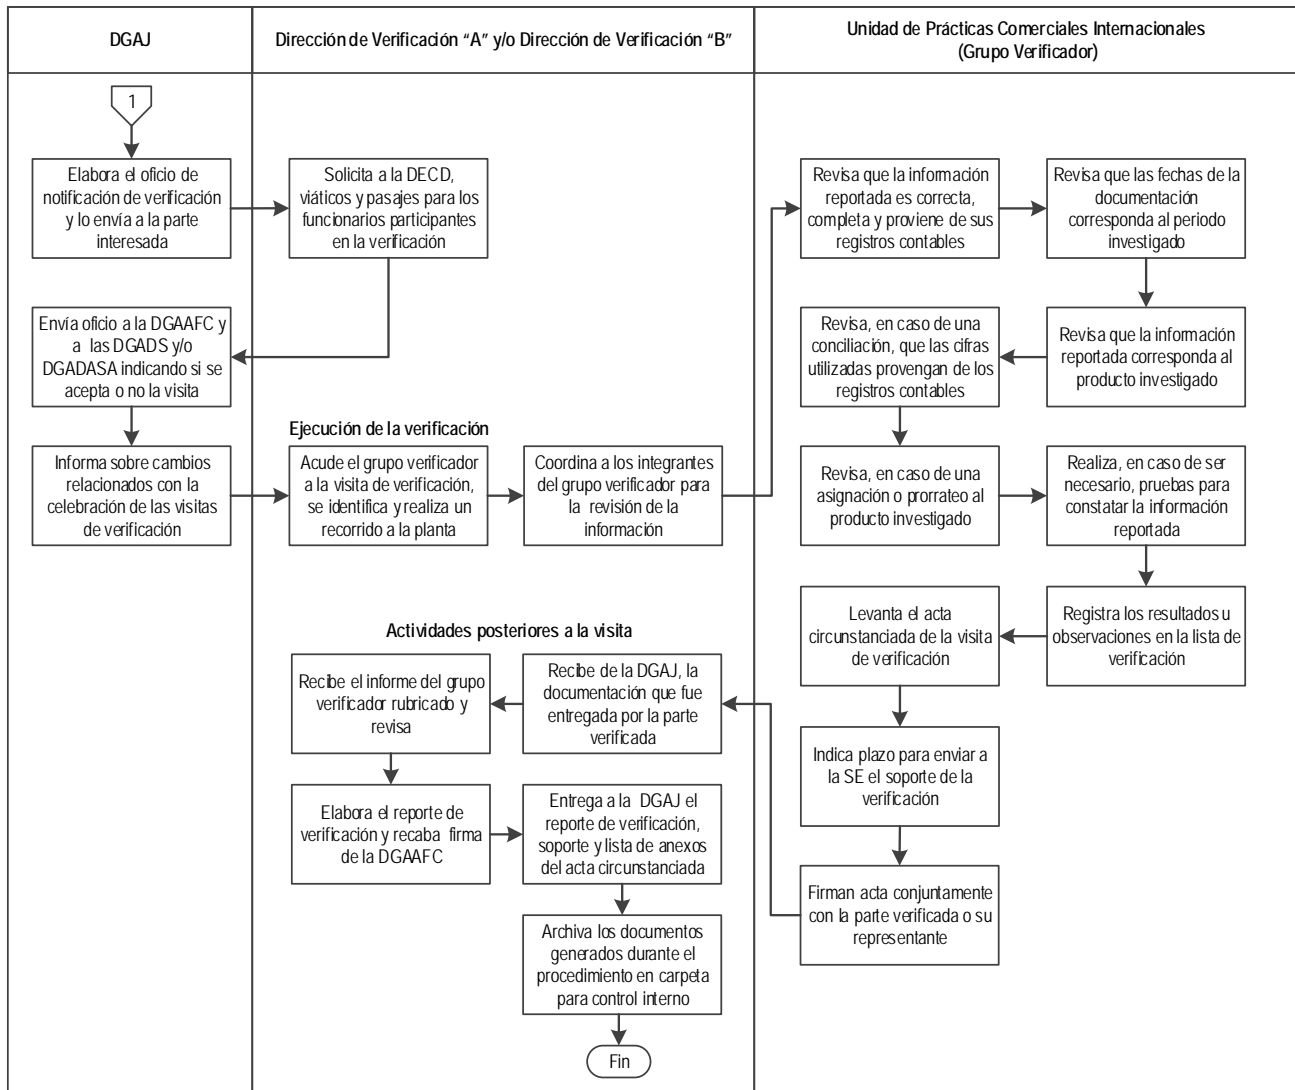 DGAJ
Dirección de Verificación “A” y/o Dirección de Verificación “B”
Unidad de Prácticas Comerciales Internacionales
(Grupo Verificador)
1
Elabora el oficio de
notificación de verificación
y lo envía a la parte
interesada
Solicita a la DECD,
viáticos y pasajes para los
funcionarios participantes
en la verificación
Envía oficio a la DGAAFC y
a las DGADS y/o
DGADASA indicando si se
acepta o no la visita
Informa sobre cambios
relacionados con la
celebración de las visitas
de verificación
Ejecución de la verificación
Acude el grupo verificador
a la visita de verificación,
se identifica y realiza un
recorrido a la planta
Coordina a los integrantes
del grupo verificador para
la revisión de la
información
Revisa que la información
reportada es correcta,
completa y proviene de sus
registros contables
Revisa que las fechas de la
documentación
corresponda al periodo
investigado
Revisa que la información
reportada corresponda al
producto investigado
Revisa, en caso de una
conciliación, que las cifras
utilizadas provengan de los
registros contables
Revisa, en caso de una
asignación o prorrateo al
producto investigado
Realiza, en caso de ser
necesario, pruebas para
constatar la información
reportada
Registra los resultados u
observaciones en la lista de
verificación
Levanta el acta
circunstanciada de la visita
de verificación
Indica plazo para enviar a
la SE el soporte de la
verificación
Firman acta conjuntamente
con la parte verificada o su
representante
Actividades posteriores a la visita
Recibe de la DGAJ, la
documentación que fue
entregada por la parte
verificada
Recibe el informe del grupo
verificador rubricado y
revisa
Elabora el reporte de
verificación y recaba firma
de la DGAAFC
Entrega a la DGAJ el
reporte de verificación,
soporte y lista de anexos
del acta circunstanciada
Archiva los documentos
generados durante el
procedimiento en carpeta
para control interno
Fin